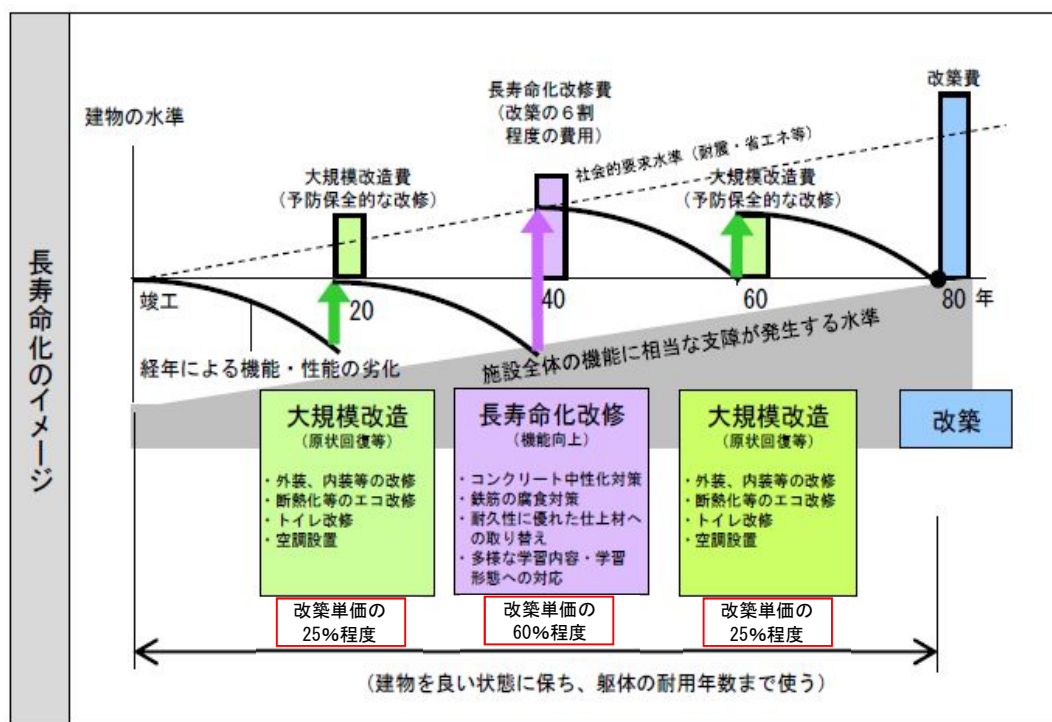 長寿命化のイメージ
建物の水準
大規模改造費
（予防保全的な改修）
長寿命化改修費
（改築の６割
程度の費用）
社会的要求水準（耐震・省エネ等）
大規模改造費
（予防保全的な改修）
改築費
竣工
20
40
60
80 年
経年による機能・性能の劣化
施設全体の機能に相当な支障が発生する水準
大規模改造
（原状回復等）
・外装、内装等の改修
・断熱化等のエコ改修
・トイレ改修
・空調設置
長寿命化改修
（機能向上）
・コンクリート中性化対策
・鉄筋の腐食対策
・耐久性に優れた仕上材へ
の取り替え
・多様な学習内容・学習
形態への対応
大規模改造
（原状回復等）
・外装、内装等の改修
・断熱化等のエコ改修
・トイレ改修
・空調設置
改築
改築単価の
25%程度
改築単価の
60%程度
改築単価の
25%程度
（建物を良い状態に保ち、躯体の耐用年数まで使う）